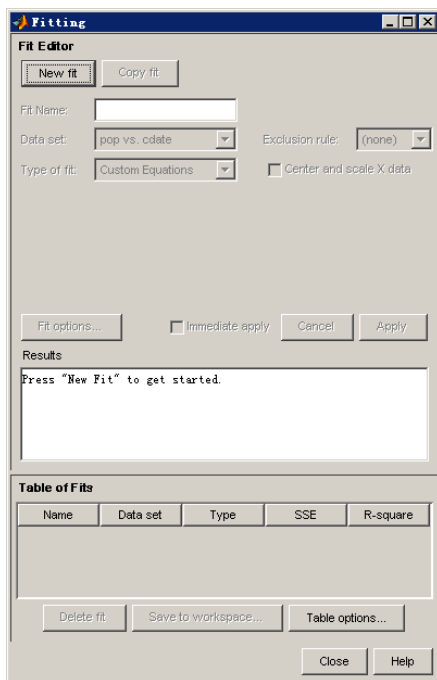 Fitting
Fit Editor
New fit Copy fit
Fit Name:
Data set: pop vs. cdate Exclusion rule: (none)
Type of fit: Custom Equations Center and scale X data
Fit options... Immediate apply Cancel Apply
Results
Press "New Fit" to get started.
Table of Fits
Name Data set Type SSE R-square
Delete fit Save to workspace... Table options...
Close Help